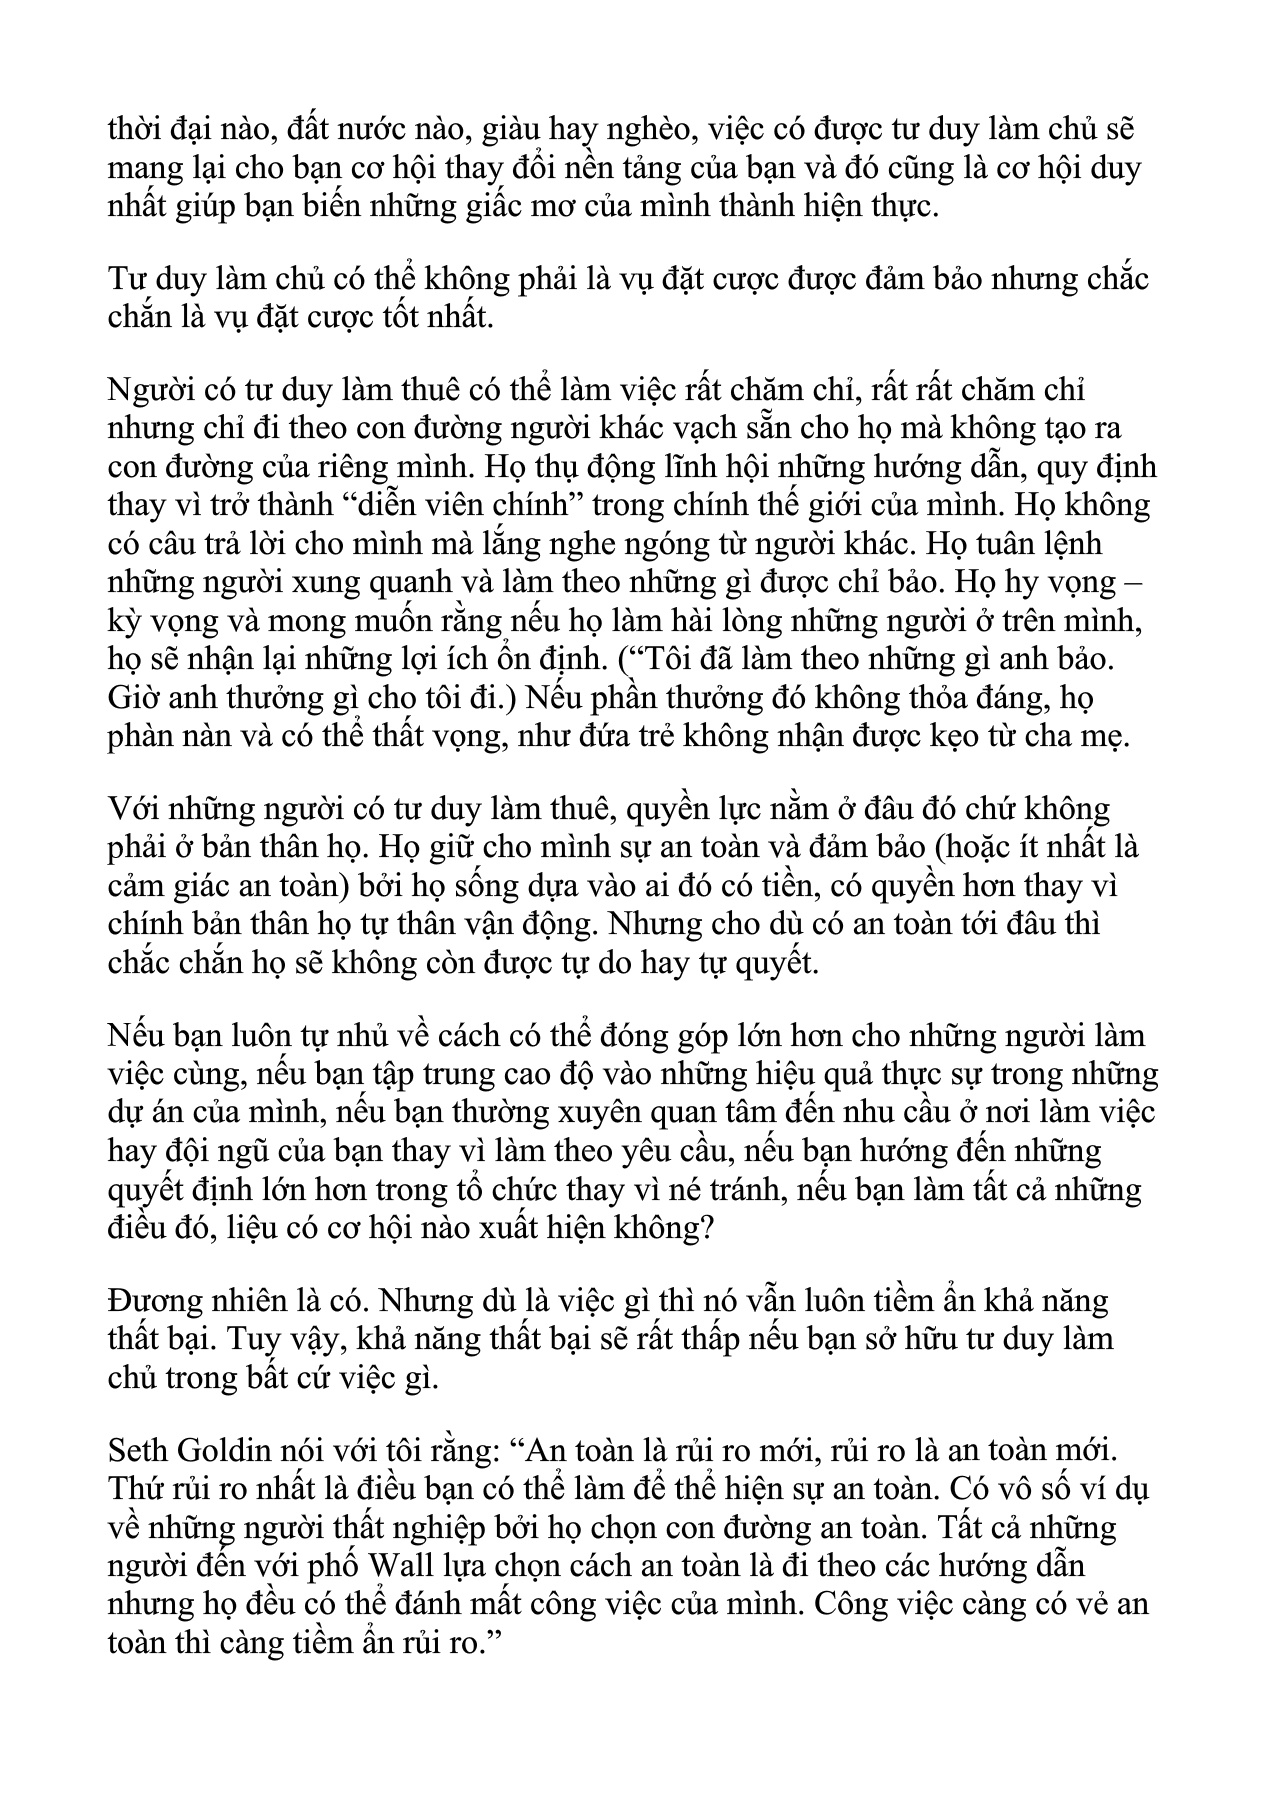 thời đại nào, đất nước nào, giàu hay nghèo, việc có được tư duy làm chủ sẽ
mang lại cho bạn cơ hội thay đổi nền tảng của bạn và đó cũng là cơ hội duy
nhất giúp bạn biến những giấc mơ của mình thành hiện thực.
Tư duy làm chủ có thể không phải là vụ đặt cược được đảm bảo nhưng chắc
chắn là vụ đặt cược tốt nhất.
Người có tư duy làm thuê có thể làm việc rất chăm chỉ, rất rất chăm chỉ
nhưng chỉ đi theo con đường người khác vạch sẵn cho họ mà không tạo ra
con đường của riêng mình. Họ thụ động lĩnh hội những hướng dẫn, quy định
thay vì trở thành “diễn viên chính” trong chính thế giới của mình. Họ không
có câu trả lời cho mình mà lắng nghe ngóng từ người khác. Họ tuân lệnh
những người xung quanh và làm theo những gì được chỉ bảo. Họ hy vọng –
kỳ vọng và mong muốn rằng nếu họ làm hài lòng những người ở trên mình,
họ sẽ nhận lại những lợi ích ổn định. (“Tôi đã làm theo những gì anh bảo.
Giờ anh thưởng gì cho tôi đi.) Nếu phần thưởng đó không thỏa đáng, họ
phàn nàn và có thể thất vọng, như đứa trẻ không nhận được kẹo từ cha mẹ.
Với những người có tư duy làm thuê, quyền lực nằm ở đâu đó chứ không
phải ở bản thân họ. Họ giữ cho mình sự an toàn và đảm bảo (hoặc ít nhất là
cảm giác an toàn) bởi họ sống dựa vào ai đó có tiền, có quyền hơn thay vì
chính bản thân họ tự thân vận động. Nhưng cho dù có an toàn tới đâu thì
chắc chắn họ sẽ không còn được tự do hay tự quyết.
Nếu bạn luôn tự nhủ về cách có thể đóng góp lớn hơn cho những người làm
việc cùng, nếu bạn tập trung cao độ vào những hiệu quả thực sự trong những
dự án của mình, nếu bạn thường xuyên quan tâm đến nhu cầu ở nơi làm việc
hay đội ngũ của bạn thay vì làm theo yêu cầu, nếu bạn hướng đến những
quyết định lớn hơn trong tổ chức thay vì né tránh, nếu bạn làm tất cả những
điều đó, liệu có cơ hội nào xuất hiện không?
Đương nhiên là có. Nhưng dù là việc gì thì nó vẫn luôn tiềm ẩn khả năng
thất bại. Tuy vậy, khả năng thất bại sẽ rất thấp nếu bạn sở hữu tư duy làm
chủ trong bất cứ việc gì.
Seth Goldin nói với tôi rằng: “An toàn là rủi ro mới, rủi ro là an toàn mới.
Thứ rủi ro nhất là điều bạn có thể làm để thể hiện sự an toàn. Có vô số ví dụ
về những người thất nghiệp bởi họ chọn con đường an toàn. Tất cả những
người đến với phố Wall lựa chọn cách an toàn là đi theo các hướng dẫn
nhưng họ đều có thể đánh mất công việc của mình. Công việc càng có vẻ an
toàn thì càng tiềm ẩn rủi ro.”